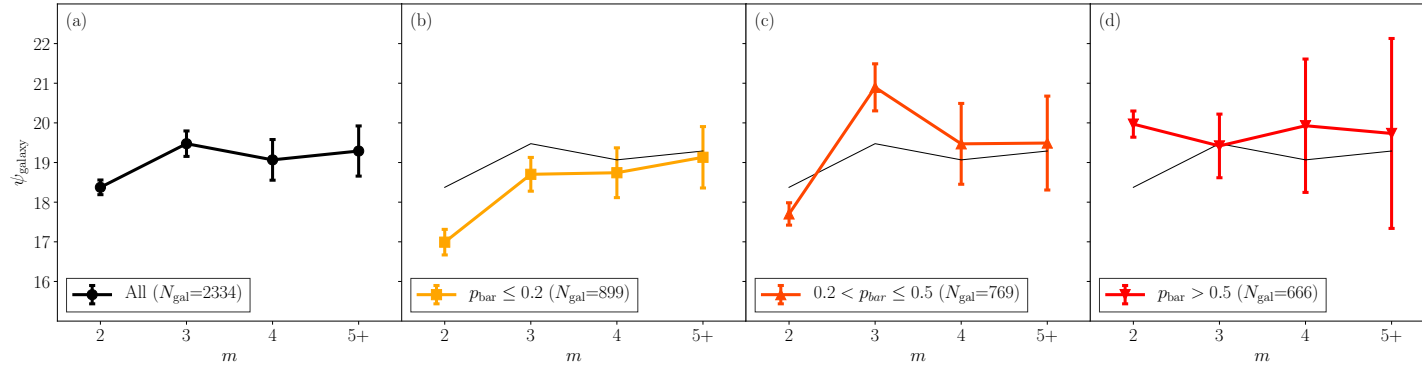 (a) (b) (c) (d)
22
21
20
19
18
17
16
ψgalaxy
All (Ngal=2334)
pbar ≤ 0.2 (Ngal=899)
0.2 < pbar ≤ 0.5 (Ngal=769)
pbar > 0.5 (Ngal=666)
2 3 4 5+ 2 3 4 5+ 2 3 4 5+ 2 3 4 5+
m m m m